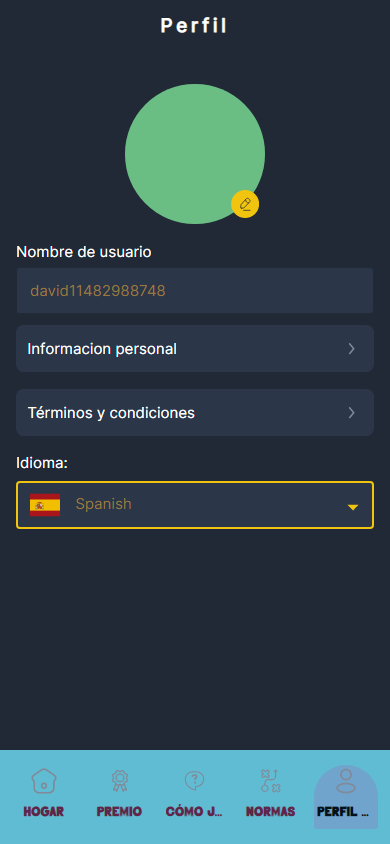 Perfil
Nombre de usuario
david11482988748
Informacion personal
Términos y condiciones
Idioma:
Spanish
HOGAR
PREMIO
CÓMO J...
NORMAS
PERFIL ...